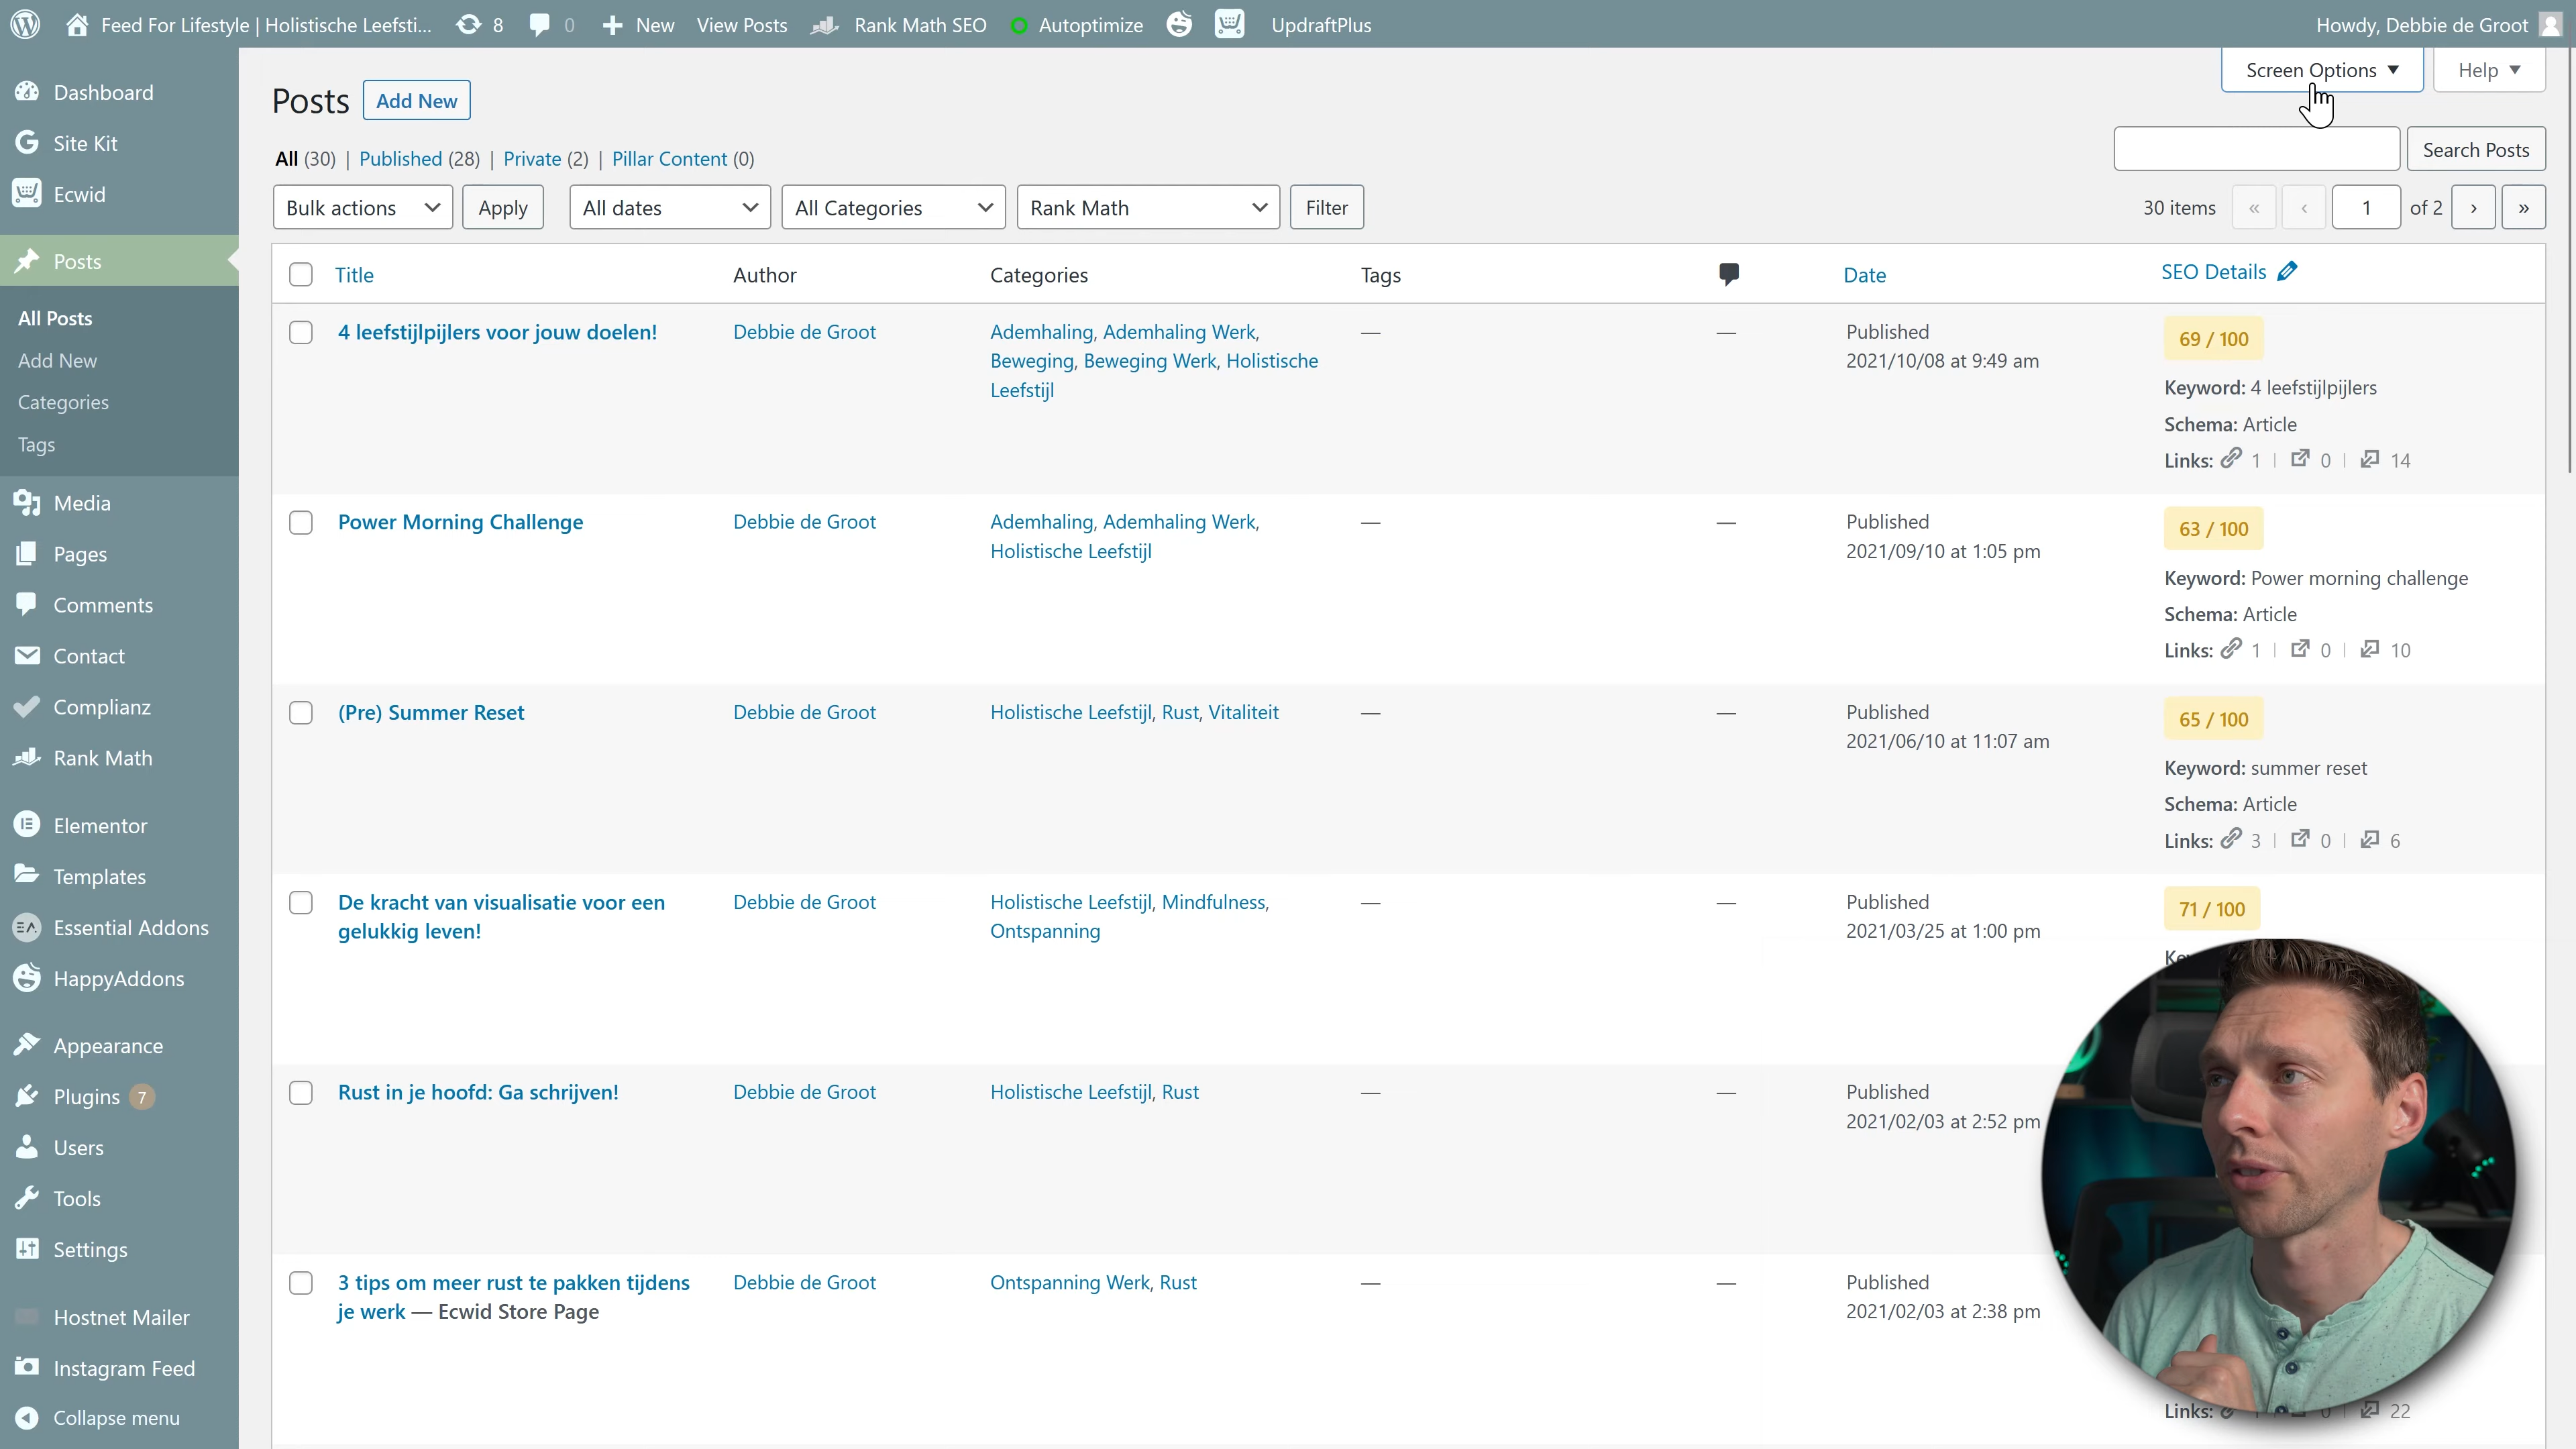 Feed For Lifestyle | Holistische Leefsti... 8 0 New View Posts Rank Math SEO Autoptimize UpdraftPlus Howdy, Debbie de Groot
Screen Options ▼ Help ▼
Dashboard
Site Kit
Ecwid
Posts
All Posts
Add New
Categories
Tags
Media
Pages
Comments
Contact
Complianz
Rank Math
Elementor
Templates
Essential Addons
HappyAddons
Appearance
Plugins 7
Users
Tools
Settings
Hostnet Mailer
Instagram Feed
Collapse menu
Posts Add New
All (30) | Published (28) | Private (2) | Pillar Content (0)
Search Posts
Bulk actions Apply All dates All Categories Rank Math Filter 30 items « ‹ 1 of 2 › »
Title Author Categories Tags Date SEO Details
4 leefstijlpijlers voor jouw doelen! Debbie de Groot Ademhaling, Ademhaling Werk, — — Published 69 / 100
Beweging, Beweging Werk, Holistische 2021/10/08 at 9:49 am
Leefstijl Keyword: 4 leefstijlpijlers
Schema: Article
Links: 1 | 0 | 14
Power Morning Challenge Debbie de Groot Ademhaling, Ademhaling Werk, — — Published 63 / 100
Holistische Leefstijl 2021/09/10 at 1:05 pm
Keyword: Power morning challenge
Schema: Article
Links: 1 | 0 | 10
(Pre) Summer Reset Debbie de Groot Holistische Leefstijl, Rust, Vitaliteit — — Published 65 / 100
2021/06/10 at 11:07 am
Keyword: summer reset
Schema: Article
Links: 3 | 0 | 6
De kracht van visualisatie voor een Debbie de Groot Holistische Leefstijl, Mindfulness, — — Published 71 / 100
gelukkig leven! Ontspanning 2021/03/25 at 1:00 pm
Rust in je hoofd: Ga schrijven! Debbie de Groot Holistische Leefstijl, Rust — — Published
2021/02/03 at 2:52 pm
3 tips om meer rust te pakken tijdens Debbie de Groot Ontspanning Werk, Rust — — Published
je werk — Ecwid Store Page 2021/02/03 at 2:38 pm
Links: 22